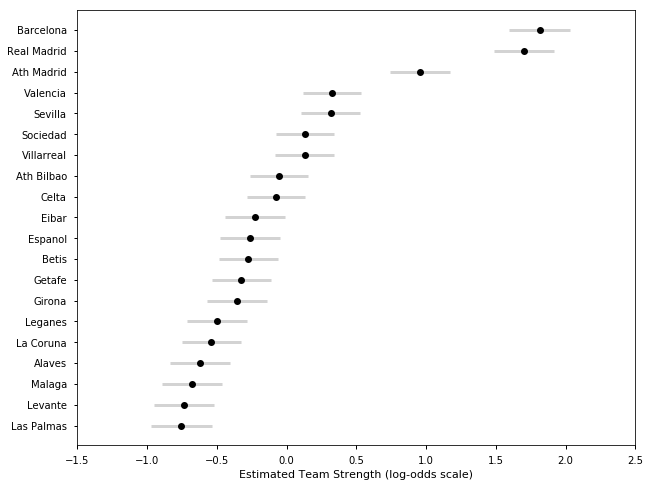 Barcelona
Real Madrid
Ath Madrid
Valencia
Sevilla
Sociedad
Villarreal
Ath Bilbao
Celta
Eibar
Espanol
Betis
Getafe
Girona
Leganes
La Coruna
Alaves
Malaga
Levante
Las Palmas
−1.5 −1.0 −0.5 0.0 0.5 1.0 1.5 2.0 2.5
Estimated Team Strength (log-odds scale)